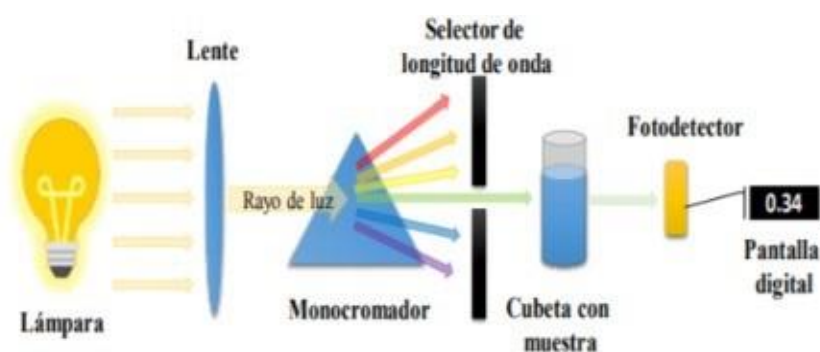 Lente
Selector de
longitud de onda
Fotodetector
Rayo de luz
0.34
Pantalla
digital
Lámpara
Monocromador
Cubeta con
muestra